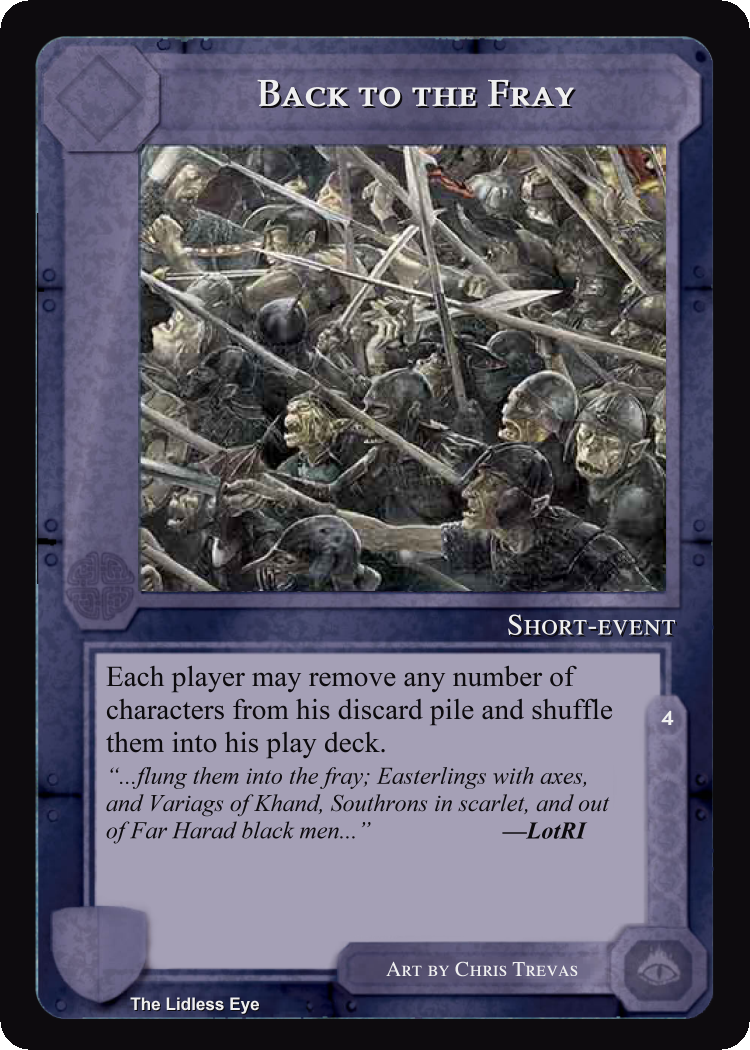 Back to the Fray
Short-event
Each player may remove any number of
characters from his discard pile and shuffle
them into his play deck.
“...flung them into the fray; Easterlings with axes,
and Variags of Khand, Southrons in scarlet, and out
of Far Harad black men...” —LotRI
4
Art by Chris Trevas
The Lidless Eye